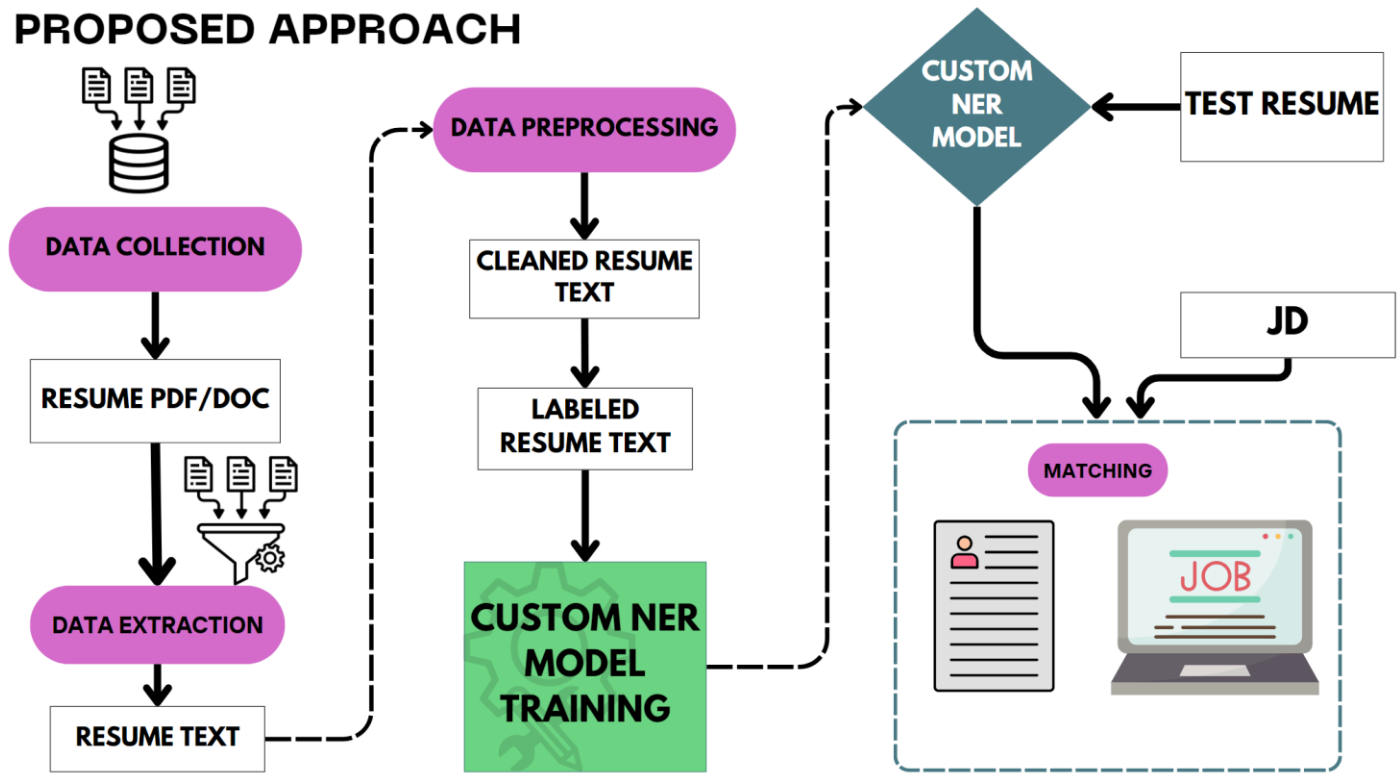 PROPOSED APPROACH
DATA COLLECTION
RESUME PDF/DOC
DATA EXTRACTION
RESUME TEXT
DATA PREPROCESSING
CLEANED RESUME
TEXT
LABELED
RESUME TEXT
CUSTOM NER
MODEL
TRAINING
CUSTOM
NER
MODEL
TEST RESUME
JD
MATCHING
JOB